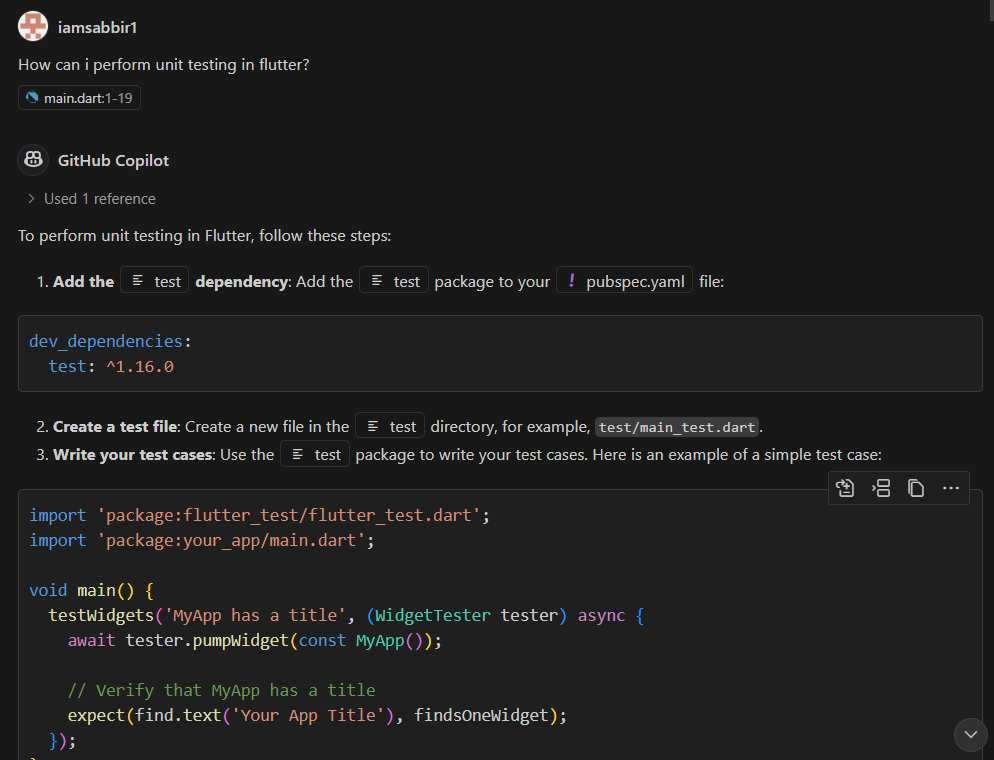 iamsabbir1
How can i perform unit testing in flutter?
main.dart:1-19
GitHub Copilot
Used 1 reference
To perform unit testing in Flutter, follow these steps:
1. Add the test dependency: Add the test package to your pubspec.yaml file:
dev_dependencies:
  test: ^1.16.0
2. Create a test file: Create a new file in the test directory, for example, test/main_test.dart.
3. Write your test cases: Use the test package to write your test cases. Here is an example of a simple test case:
import 'package:flutter_test/flutter_test.dart';
import 'package:your_app/main.dart';
void main() {
  testWidgets('MyApp has a title', (WidgetTester tester) async {
    await tester.pumpWidget(const MyApp());
    // Verify that MyApp has a title
    expect(find.text('Your App Title'), findsOneWidget);
  });